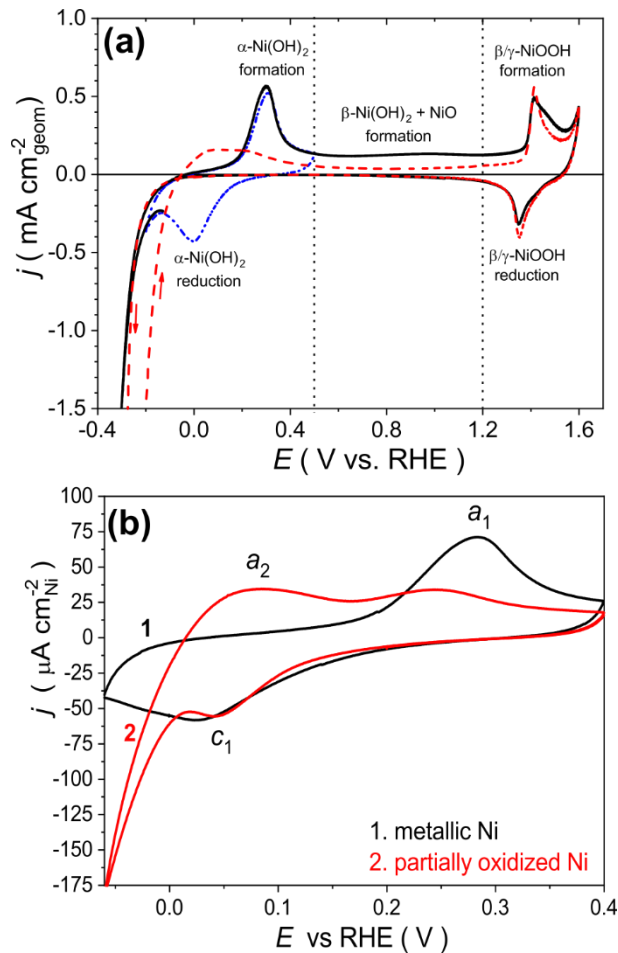 (a)
α-Ni(OH)₂
formation
β/γ-NiOOH
formation
β-Ni(OH)₂ + NiO
formation
α-Ni(OH)₂
reduction
β/γ-NiOOH
reduction
j ( mA cm⁻²geom)
1.0
0.5
0.0
-0.5
-1.0
-1.5
-0.4 0.0 0.4 0.8 1.2 1.6
E ( V vs. RHE )
(b)
a₁
a₂
1
2
c₁
1. metallic Ni
2. partially oxidized Ni
j ( μA cm⁻²Ni)
100
75
50
25
0
-25
-50
-75
-100
-125
-150
-175
0.0 0.1 0.2 0.3 0.4
E vs RHE ( V )